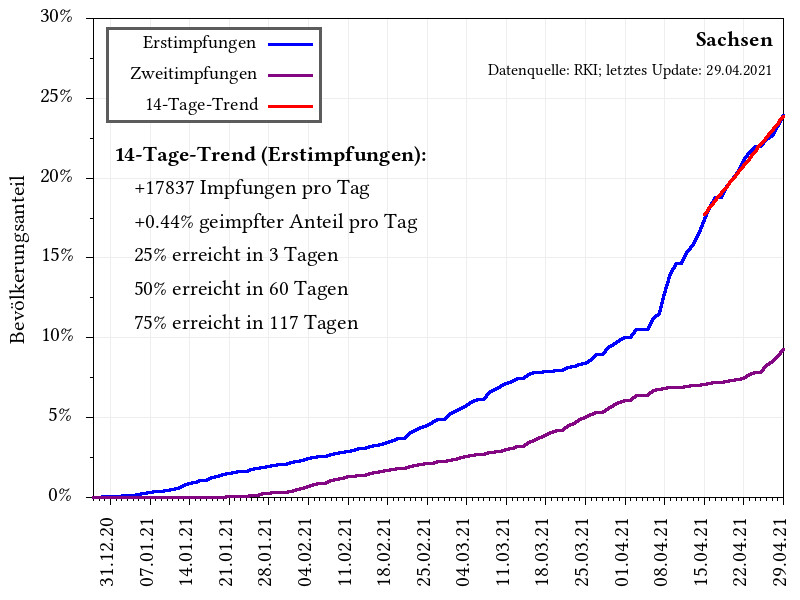 Sachsen
Datenquelle: RKI; letztes Update: 29.04.2021
Erstimpfungen
Zweitimpfungen
14-Tage-Trend
14-Tage-Trend (Erstimpfungen):
+17837 Impfungen pro Tag
+0.44% geimpfter Anteil pro Tag
25% erreicht in 3 Tagen
50% erreicht in 60 Tagen
75% erreicht in 117 Tagen
Bevölkerungsanteil
30%
25%
20%
15%
10%
5%
0%
31.12.20
07.01.21
14.01.21
21.01.21
28.01.21
04.02.21
11.02.21
18.02.21
25.02.21
04.03.21
11.03.21
18.03.21
25.03.21
01.04.21
08.04.21
15.04.21
22.04.21
29.04.21